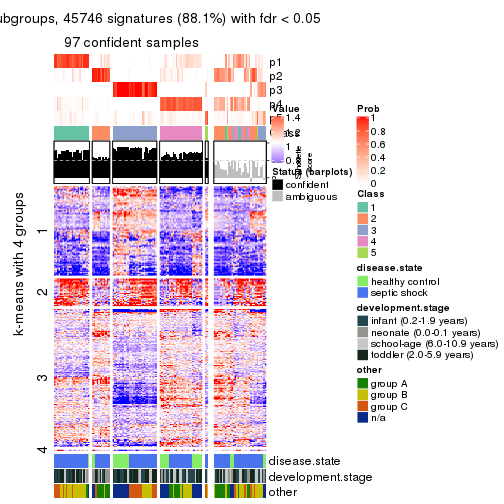 ubgroups, 45746 signatures (88.1%) with fdr < 0.05
97 confident samples
p1
p2
p3
p4
Value
1.4
1.2
1
Status (barplots)
confident
ambiguous
Prob
1
0.8
0.6
0.4
0.2
0
Class
1
2
3
4
5
disease.state
healthy control
septic shock
development.stage
infant (0.2-1.9 years)
neonate (0.0-0.1 years)
school-age (6.0-10.9 years)
toddler (2.0-5.9 years)
other
group A
group B
group C
n/a
k-means with 4 groups
1
2
3
4
disease.state
development.stage
other